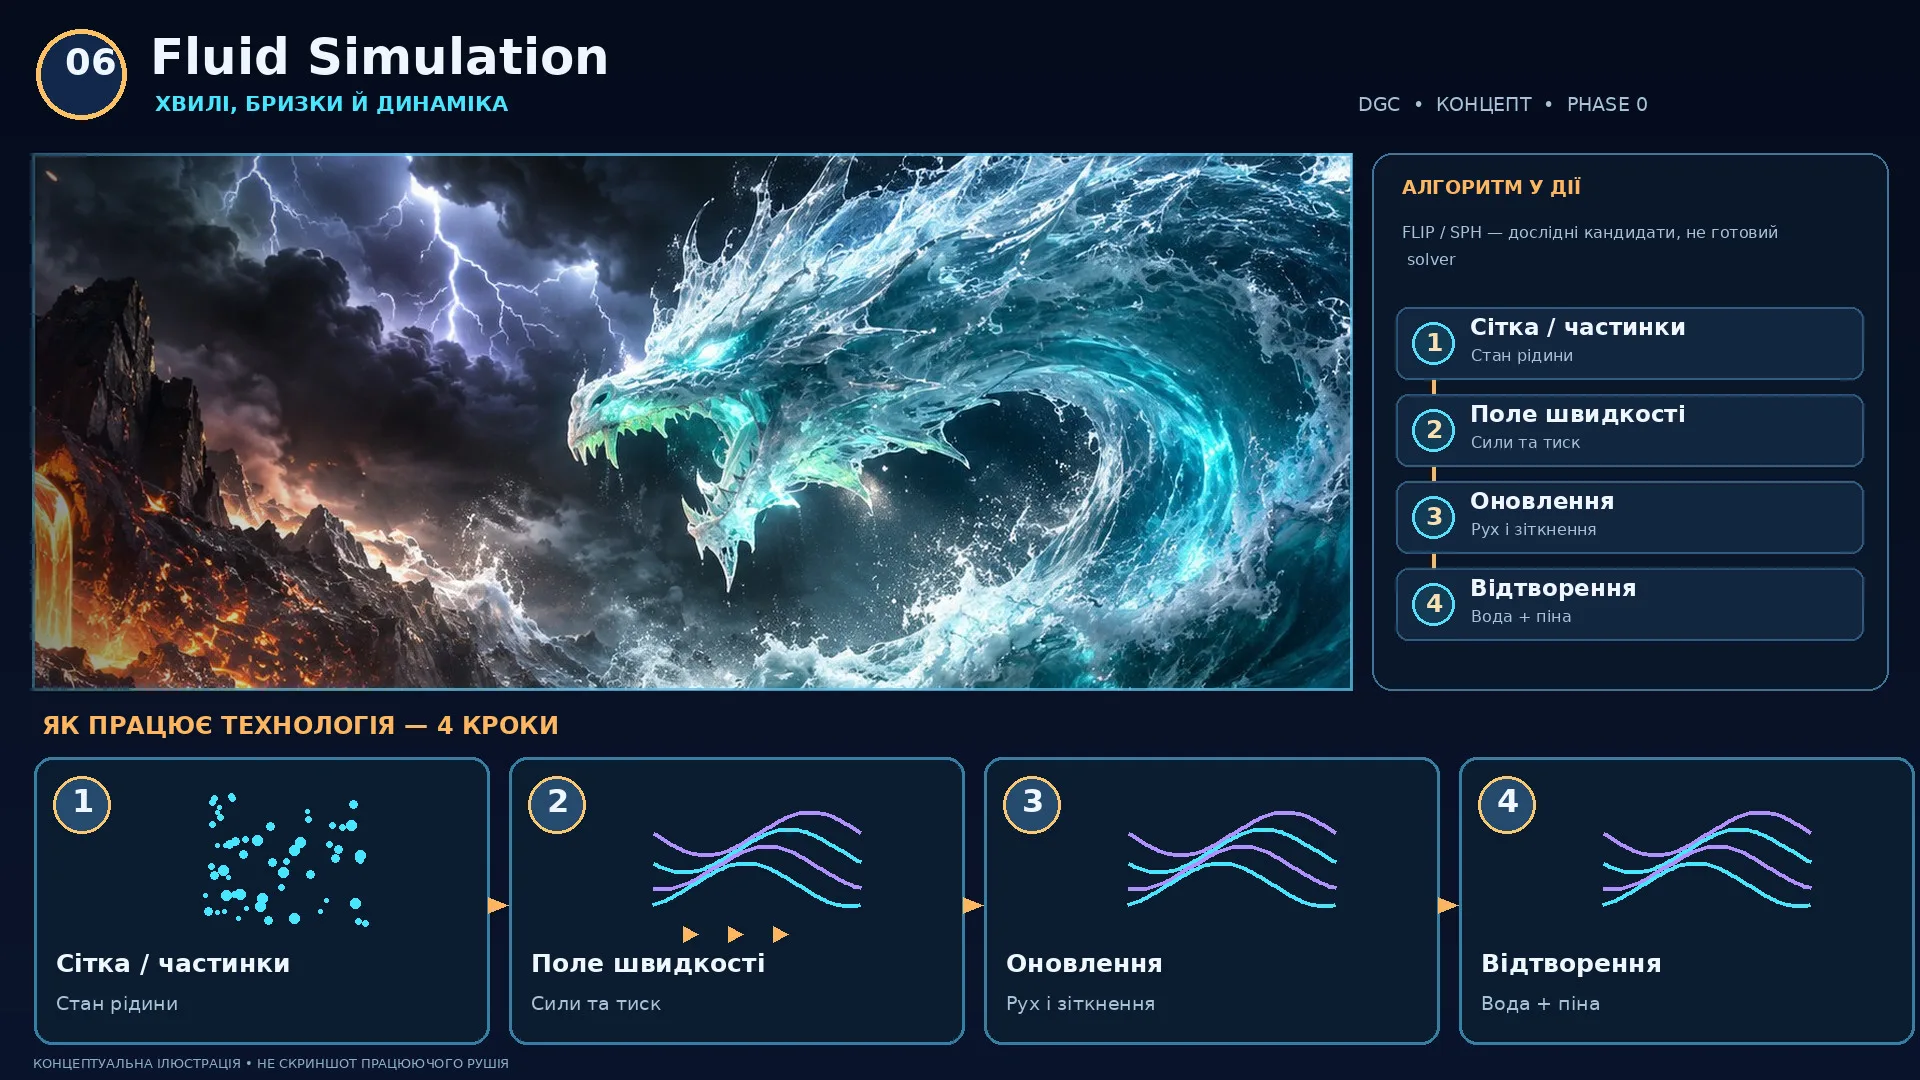 06
Fluid Simulation
ХВИЛІ, БРИЗКИ Й ДИНАМІКА
DGC • КОНЦЕПТ • PHASE 0
АЛГОРИТМ У ДІЇ
FLIP / SPH — дослідні кандидати, не готовий
solver
1
Сітка / частинки
Стан рідини
2
Поле швидкості
Сили та тиск
3
Оновлення
Рух і зіткнення
4
Відтворення
Вода + піна
ЯК ПРАЦЮЄ ТЕХНОЛОГІЯ — 4 КРОКИ
1
Сітка / частинки
Стан рідини
2
Поле швидкості
Сили та тиск
3
Оновлення
Рух і зіткнення
4
Відтворення
Вода + піна
КОНЦЕПТУАЛЬНА ІЛЮСТРАЦІЯ • НЕ СКРИНШОТ ПРАЦЮЮЧОГО РУШІЯ